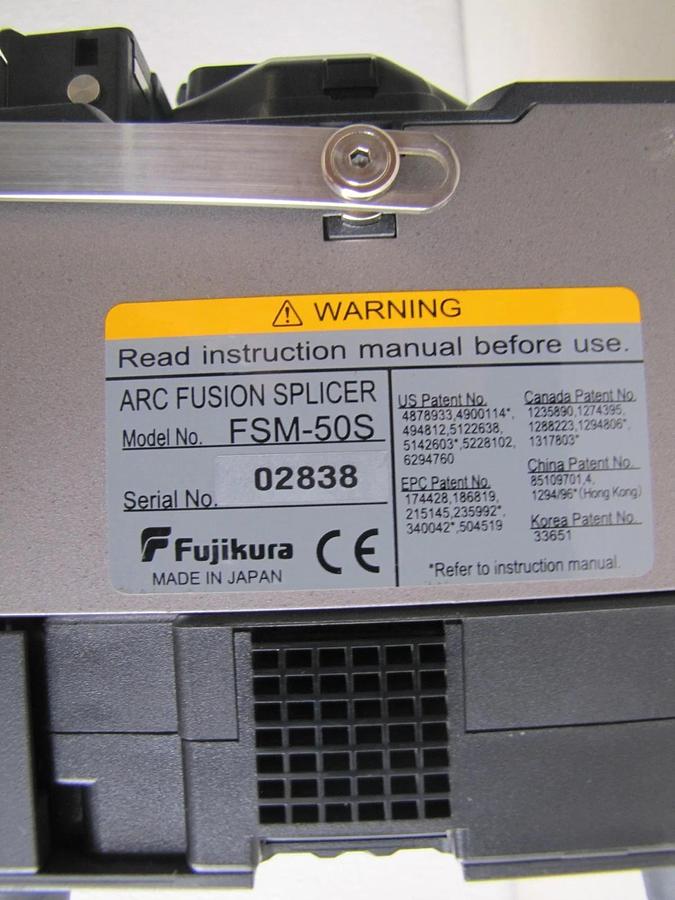 WARNING
Read instruction manual before use.
ARC FUSION SPLICER
Model No. FSM-50S
Serial No. 02838
Fujikura CE
MADE IN JAPAN
US Patent No.
4878933,4900114*,
494812,5122638,
5142603*,5228102,
6294760
EPC Patent No.
174428,186819,
215145,235992*,
340042*,504519
Canada Patent No.
1235890,1274395,
1288223,1294806*,
1317803*
China Patent No.
85109701,4,
1294/96*(Hong Kong)
Korea Patent No.
33651
*Refer to instruction manual.